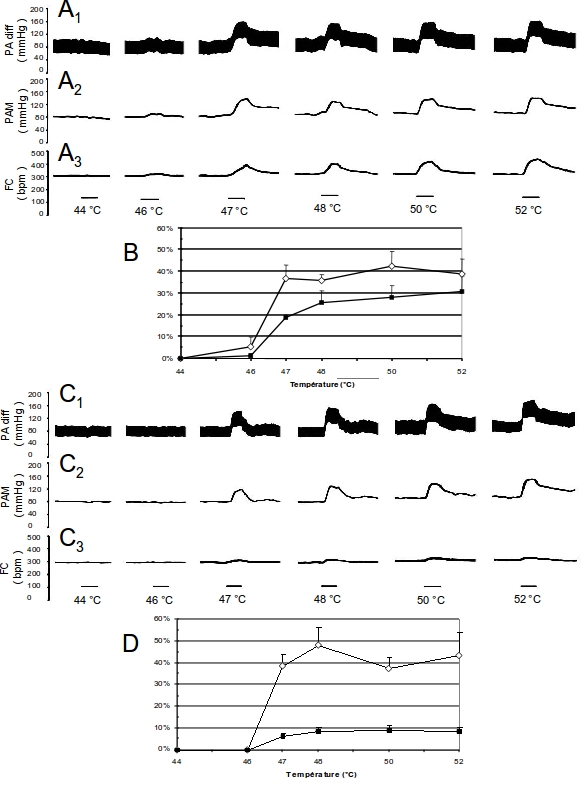 A1
PA diff
(mmHg)
200
160
120
80
40
0
A2
PAM
(mmHg)
200
160
120
80
40
0
A3
FC
(bpm)
500
400
300
200
100
0
44 °C 46 °C 47 °C 48 °C 50 °C 52 °C
B
60%
50%
40%
30%
20%
10%
0%
44 46 47 48 50 52
Température (°C)
C1
PA diff
(mmHg)
200
160
120
80
40
0
C2
PAM
(mmHg)
200
160
120
80
40
0
C3
FC
(bpm)
500
400
300
200
100
0
44 °C 46 °C 47 °C 48 °C 50 °C 52 °C
D
60%
50%
40%
30%
20%
10%
0%
44 46 47 48 50 52
Température (°C)